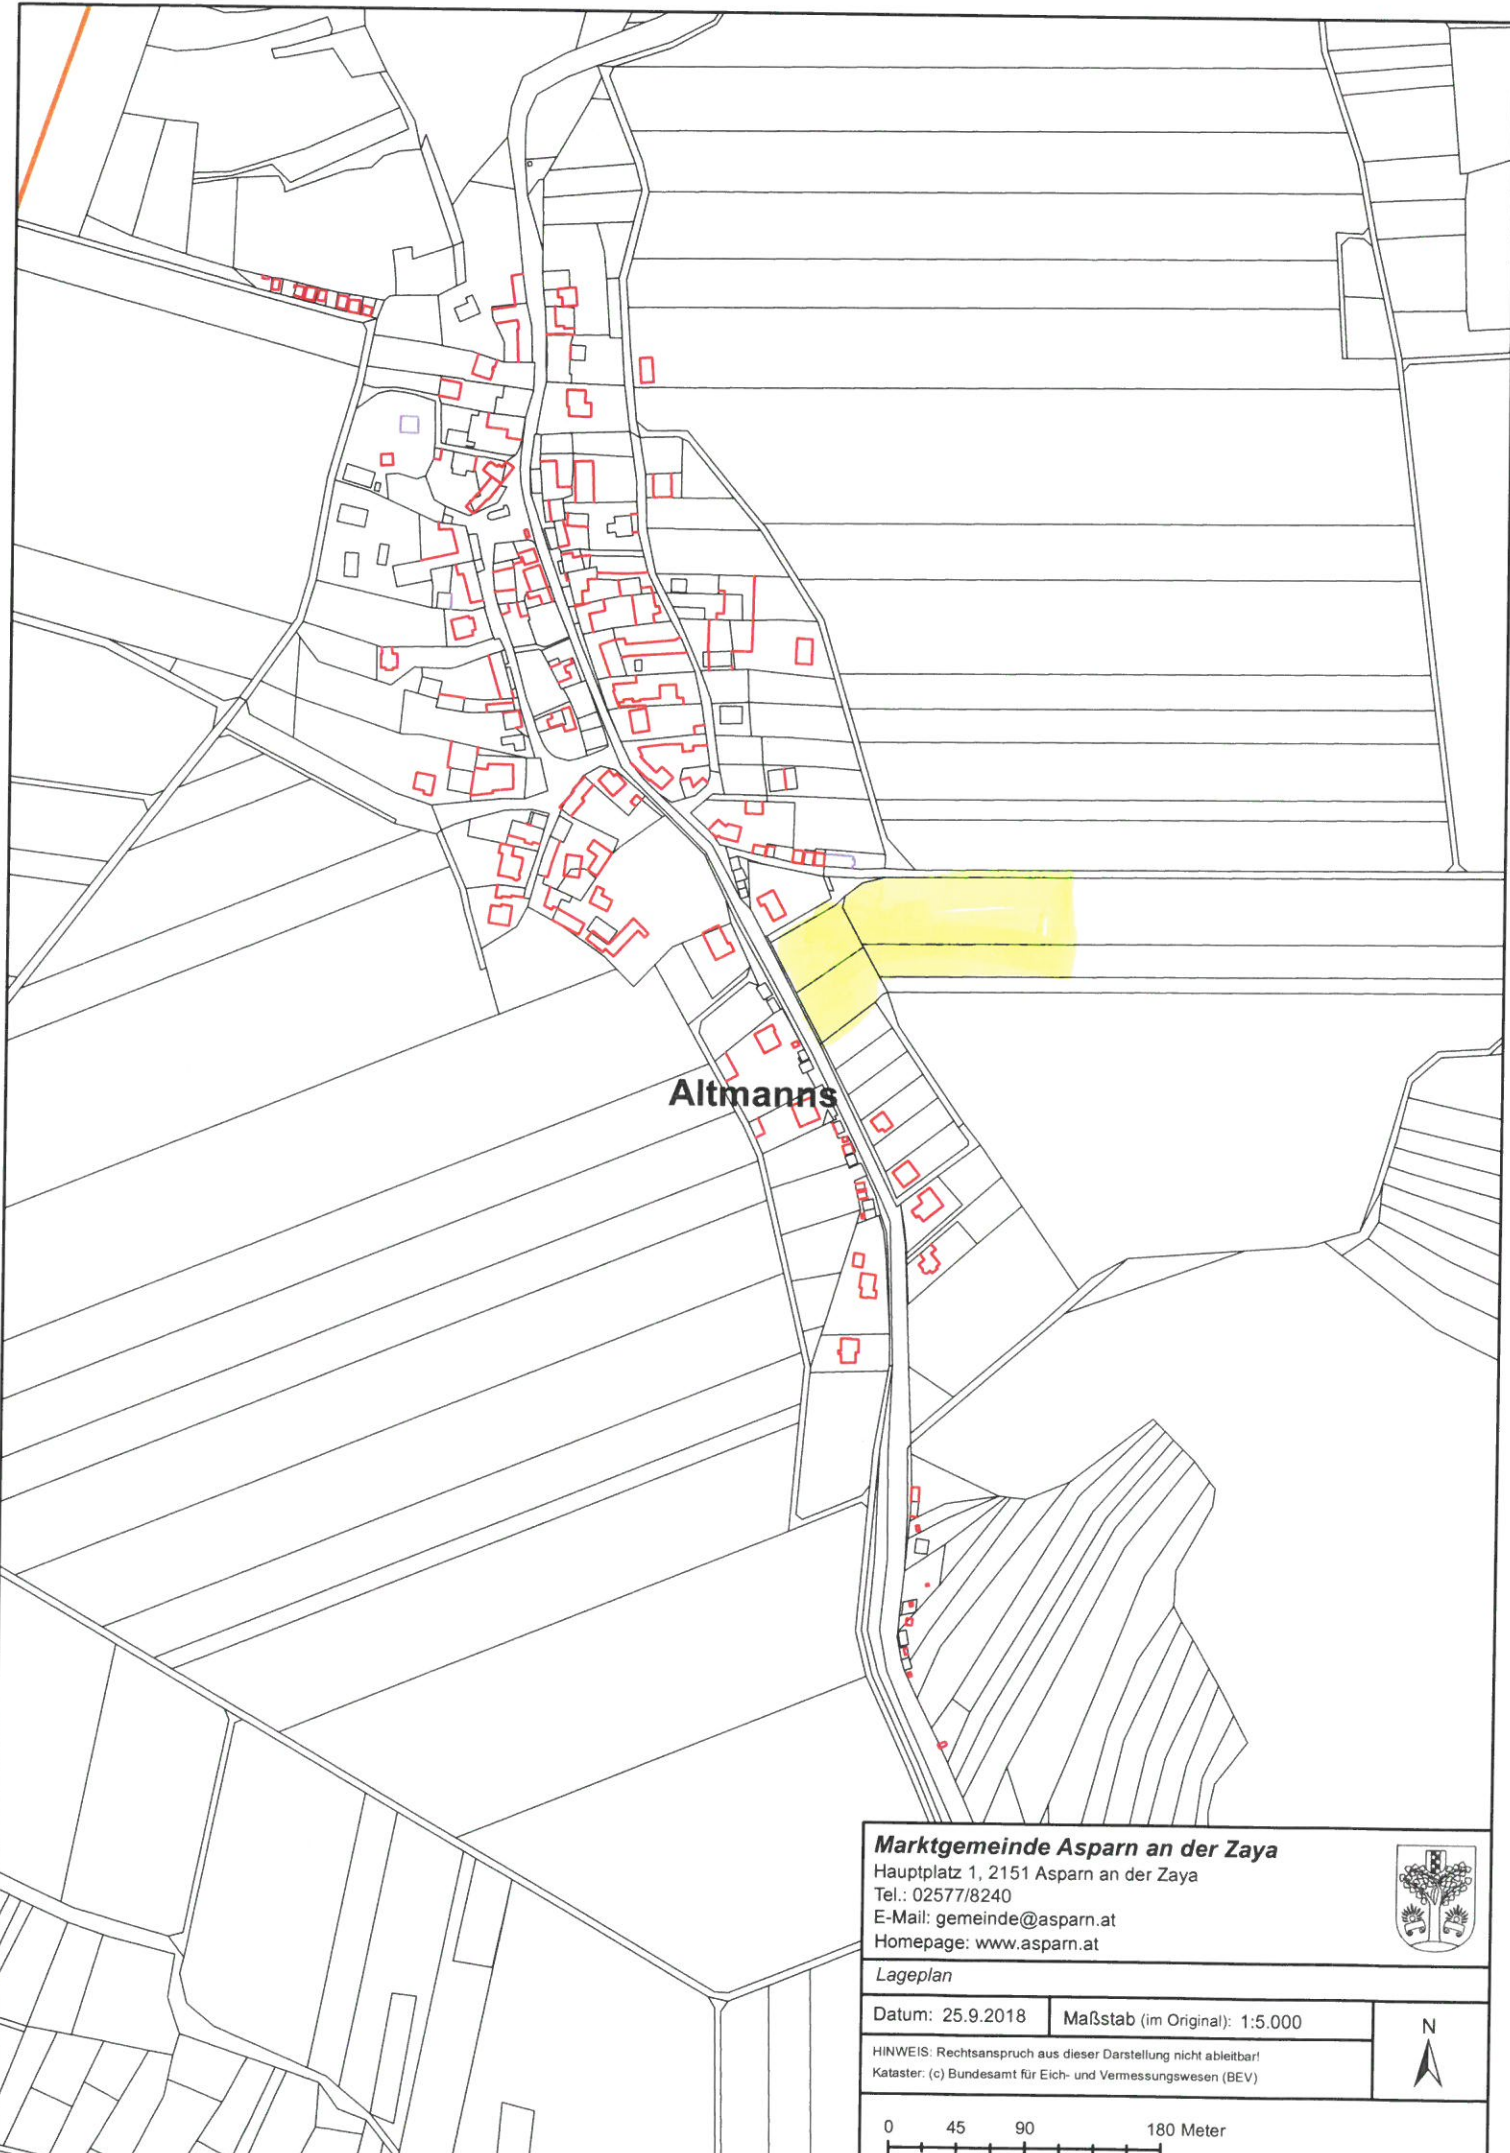 Altmanns
Marktgemeinde Asparn an der Zaya
Hauptplatz 1, 2151 Asparn an der Zaya
Tel.: 02577/8240
E-Mail: gemeinde@asparn.at
Homepage: www.asparn.at
Lageplan
Datum: 25.9.2018
Maßstab (im Original): 1:5.000
N
HINWEIS: Rechtsanspruch aus dieser Darstellung nicht ableitbar!
Kataster: (c) Bundesamt für Eich- und Vermessungswesen (BEV)
0 45 90 180 Meter